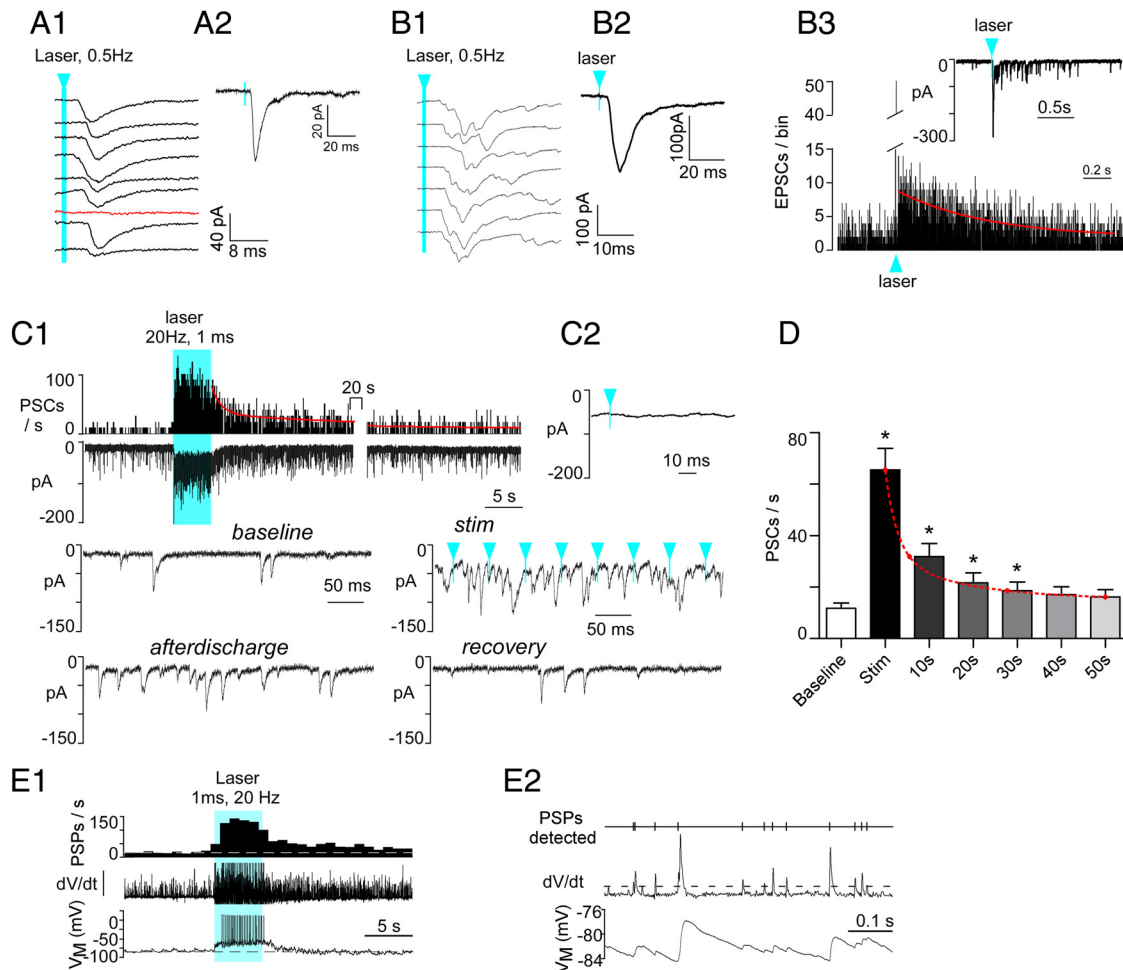 A1
A2
B1
B2
B3
Laser, 0.5Hz
20 pA
20 ms
40 pA
8 ms
Laser, 0.5Hz
100 pA
10ms
laser
100pA
20 ms
laser
0
pA
-300
0.5s
50
40
15
10
5
0
EPSCs / bin
0.2 s
laser
C1
laser
20Hz, 1 ms
100
PSCs
/ s
0
20 s
0
pA
-200
5 s
C2
0
pA
-200
10 ms
baseline
0
pA
-150
50 ms
stim
0
pA
-150
50 ms
afterdischarge
0
pA
-150
recovery
0
pA
-150
D
80
40
0
PSCs / s
* * * *
Baseline Stim 10s 20s 30s 40s 50s
E1
Laser
1ms, 20 Hz
150
0
PSPs / s
dV/dt
0
-50
-100
VM (mV)
5 s
E2
PSPs
detected
dV/dt
-76
-80
-84
VM (mV)
0.1 s